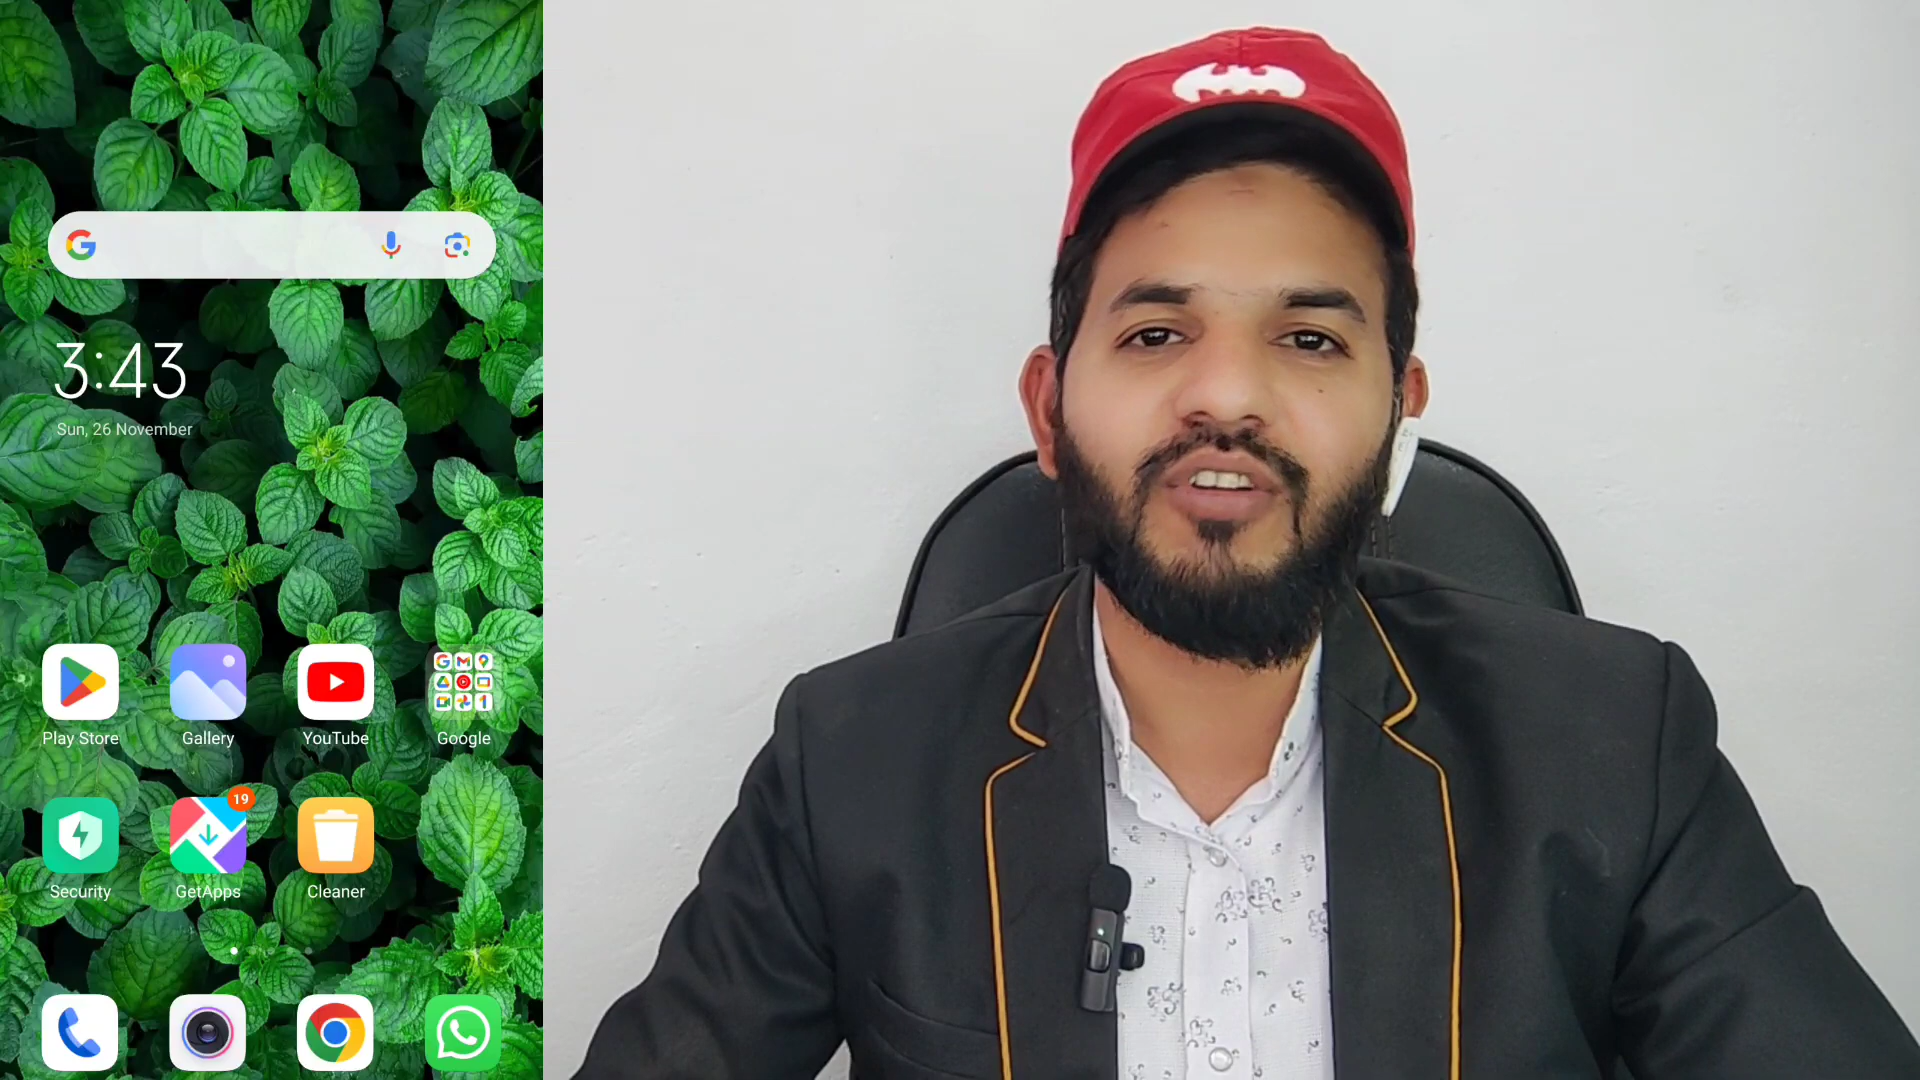 3:43
Sun, 26 November
Play Store
Gallery
YouTube
Google
19
Security
GetApps
Cleaner